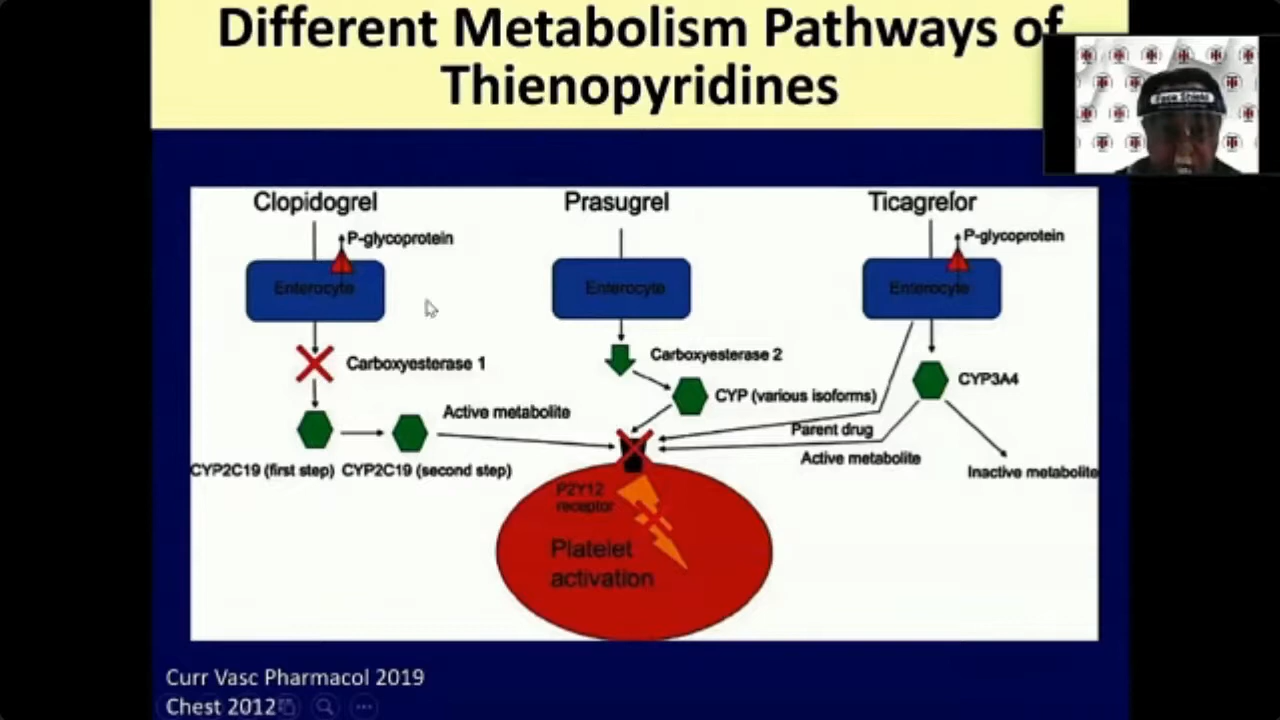 Different Metabolism Pathways of
Thienopyridines
Clopidogrel
Prasugrel
Ticagrelor
P-glycoprotein
P-glycoprotein
Enterocyte
Enterocyte
Enterocyte
Carboxyesterase 1
Carboxyesterase 2
CYP3A4
CYP (various isoforms)
Active metabolite
Parent drug
Active metabolite
CYP2C19 (first step)
CYP2C19 (second step)
Inactive metabolite
P2Y12
receptor
Platelet
activation
Curr Vasc Pharmacol 2019
Chest 2012